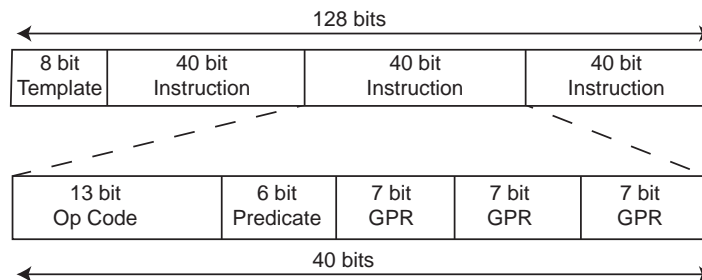 128 bits
8 bit
Template
40 bit
Instruction
40 bit
Instruction
40 bit
Instruction
13 bit
Op Code
6 bit
Predicate
7 bit
GPR
7 bit
GPR
7 bit
GPR
40 bits